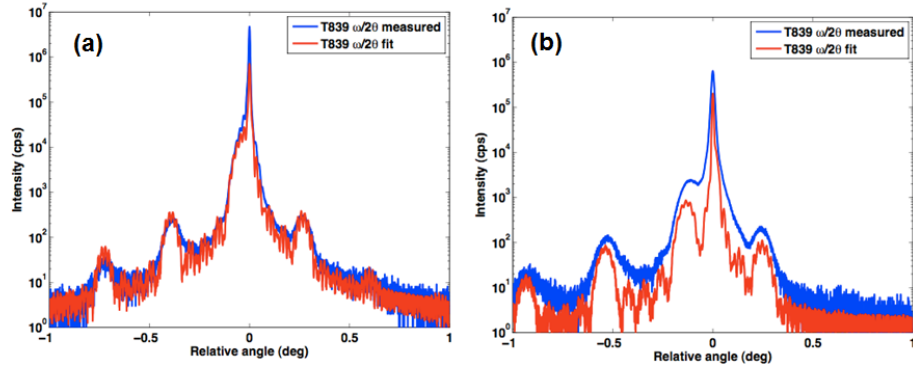 (a)
T839 ω/2θ measured
T839 ω/2θ fit
10^7
10^6
10^5
10^4
10^3
10^2
10^1
10^0
Intensity (cps)
-1
-0.5
0
0.5
1
Relative angle (deg)
(b)
T839 ω/2θ measured
T839 ω/2θ fit
10^7
10^6
10^5
10^4
10^3
10^2
10^1
10^0
Intensity (cps)
-1
-0.5
0
0.5
1
Relative angle (deg)